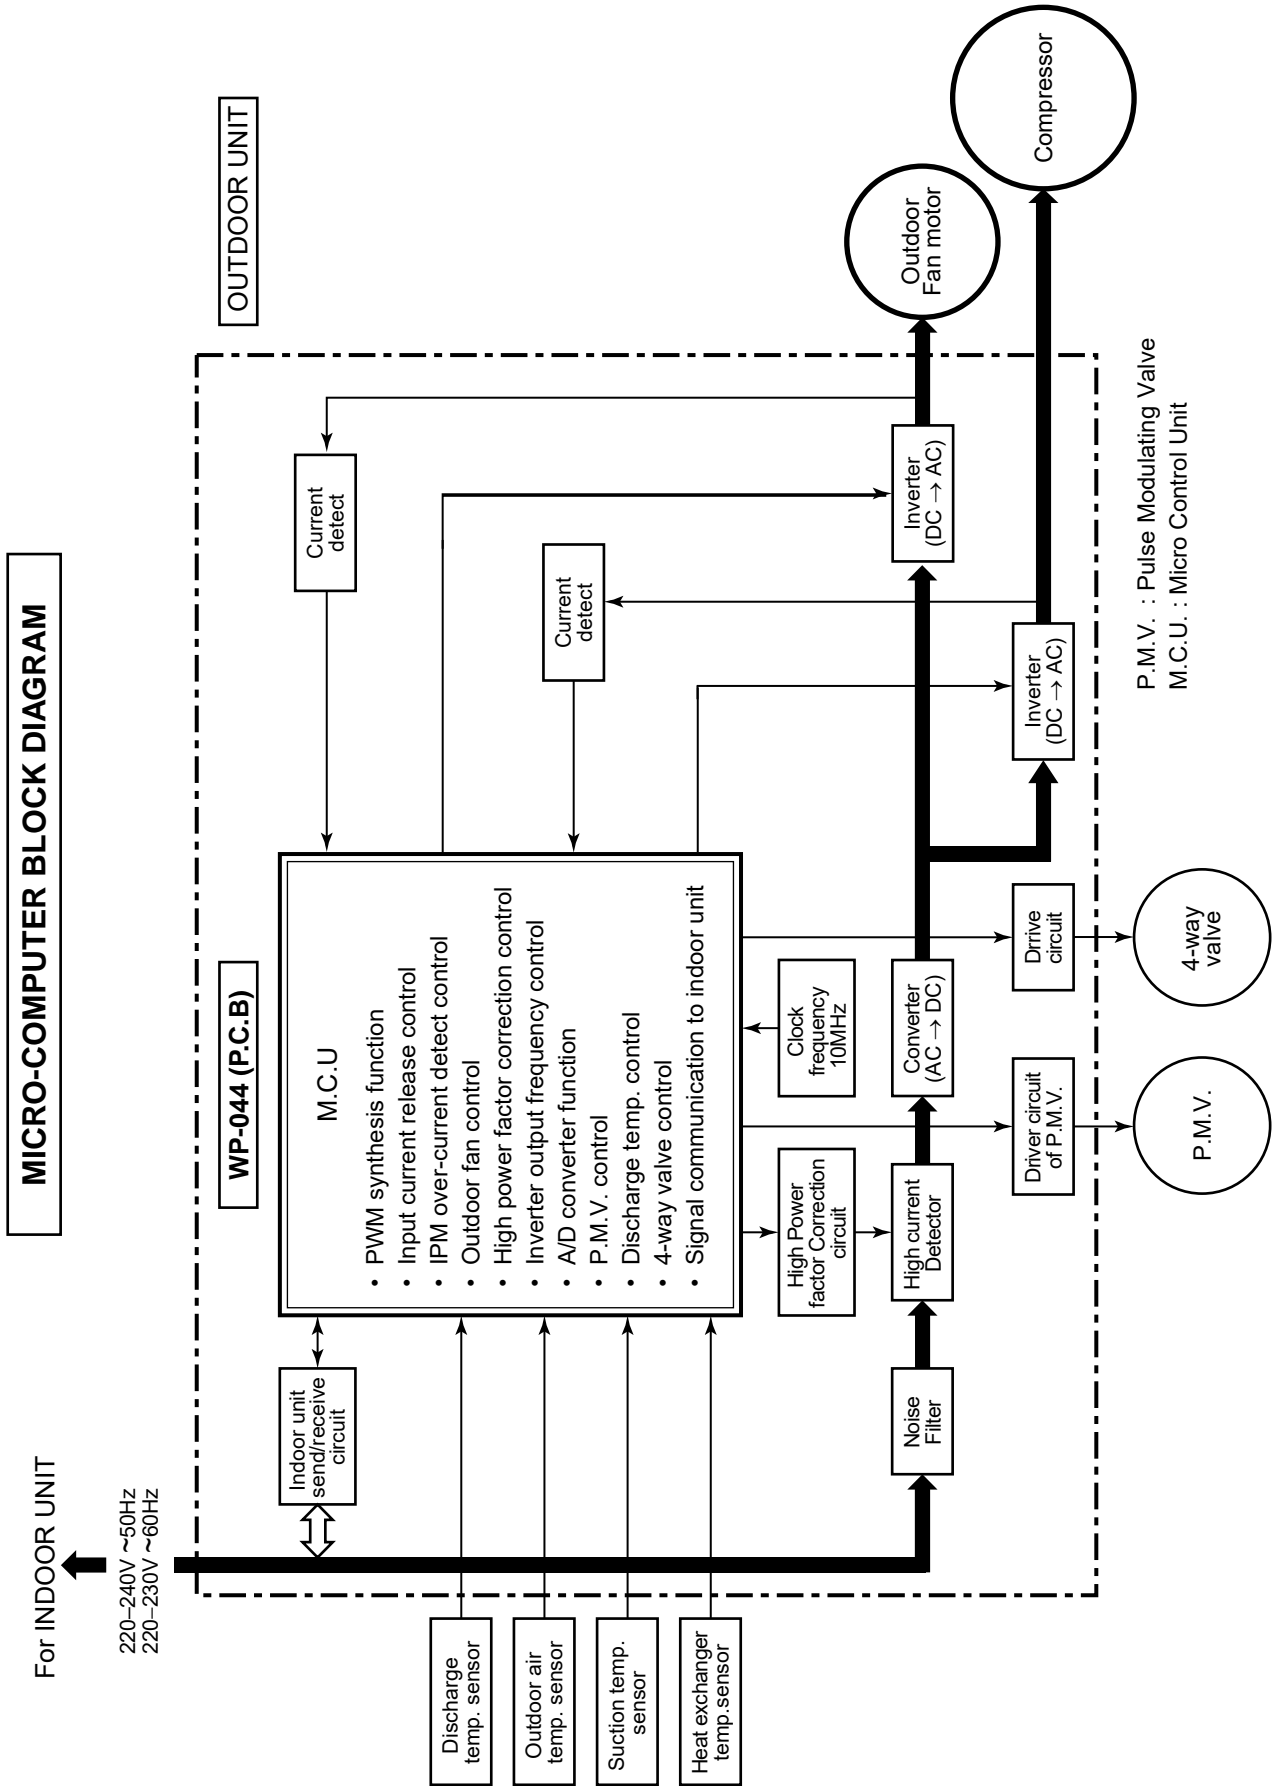 MICRO-COMPUTER BLOCK DIAGRAM
For INDOOR UNIT
220–240V ~50Hz
220–230V ~60Hz
WP-044 (P.C.B)
OUTDOOR UNIT
Indoor unit
send/receive
circuit
M.C.U
• PWM synthesis function
• Input current release control
• IPM over-current detect control
• Outdoor fan control
• High power factor correction control
• Inverter output frequency control
• A/D converter function
• P.M.V. control
• Discharge temp. control
• 4-way valve control
• Signal communication to indoor unit
Current
detect
Current
detect
Discharge
temp. sensor
Outdoor air
temp. sensor
Suction temp.
sensor
Heat exchanger
temp.sensor
High Power
factor Correction
circuit
Clock
frequency
10MHz
Noise
Filter
High current
Detector
Converter
(AC → DC)
Inverter
(DC → AC)
Outdoor
Fan motor
Driver circuit
of P.M.V.
Drrive
circuit
Inverter
(DC → AC)
Compressor
P.M.V.
4-way
valve
P.M.V. : Pulse Modulating Valve
M.C.U. : Micro Control Unit